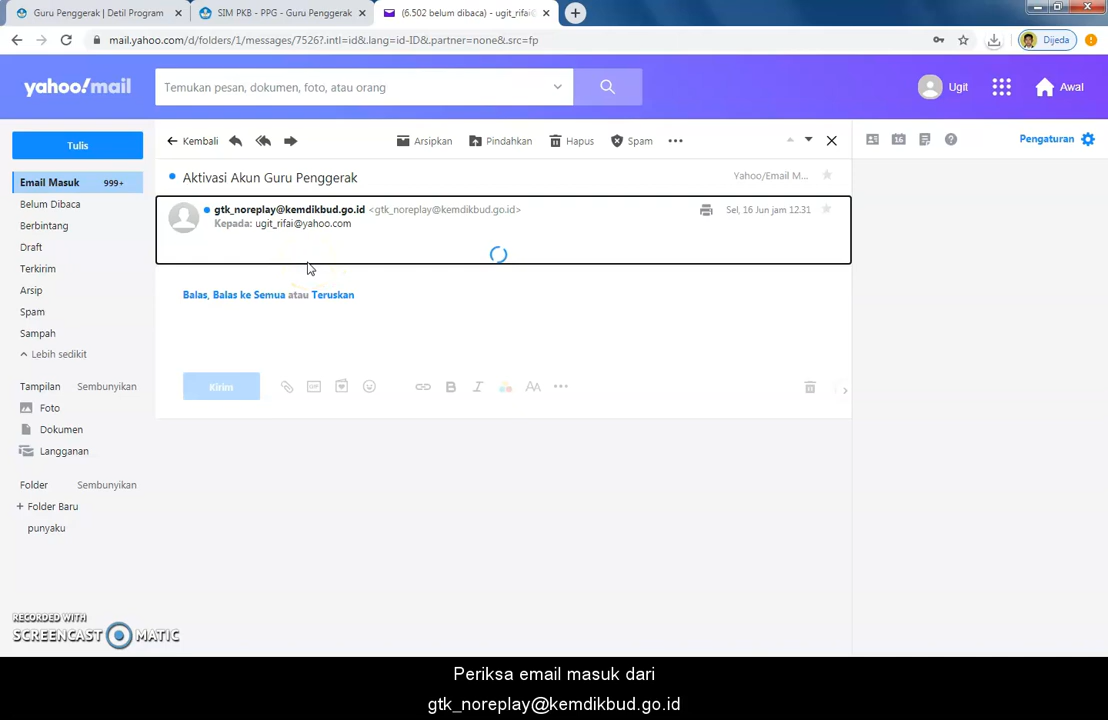 Guru Penggerak | Detil Program
SIM PKB - PPG - Guru Penggerak
(6.502 belum dibaca) - ugit_rifai@
mail.yahoo.com/d/folders/1/messages/7526?.intl=id&.lang=id-ID&.partner=none&.src=fp
Dijeda
yahoo!mail
Temukan pesan, dokumen, foto, atau orang
Ugit
Awal
Tulis
Kembali
Arsipkan
Pindahkan
Hapus
Spam
16
Pengaturan
Email Masuk 999+
Belum Dibaca
Berbintang
Draft
Terkirim
Arsip
Spam
Sampah
Lebih sedikit
Tampilan Sembunyikan
Foto
Dokumen
Langganan
Folder Sembunyikan
+ Folder Baru
punyaku
Aktivasi Akun Guru Penggerak
Yahoo/Email M...
gtk_noreplay@kemdikbud.go.id <gtk_noreplay@kemdikbud.go.id>
Sel, 16 Jun jam 12.31
Kepada: ugit_rifai@yahoo.com
Balas, Balas ke Semua atau Teruskan
Kirim
GIF
B
I
AA
RECORDED WITH
SCREENCAST MATIC
Periksa email masuk dari
gtk_noreplay@kemdikbud.go.id